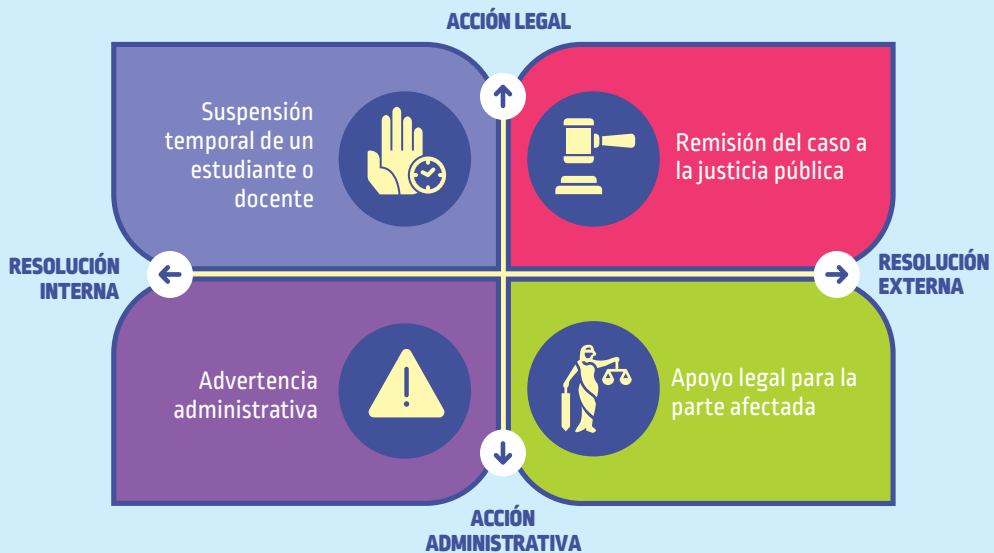 ACCIÓN LEGAL
Suspensión
temporal de un
estudiante o
docente
Remisión del caso a
la justicia pública
RESOLUCIÓN
INTERNA
RESOLUCIÓN
EXTERNA
Advertencia
administrativa
Apoyo legal para la
parte afectada
ACCIÓN
ADMINISTRATIVA